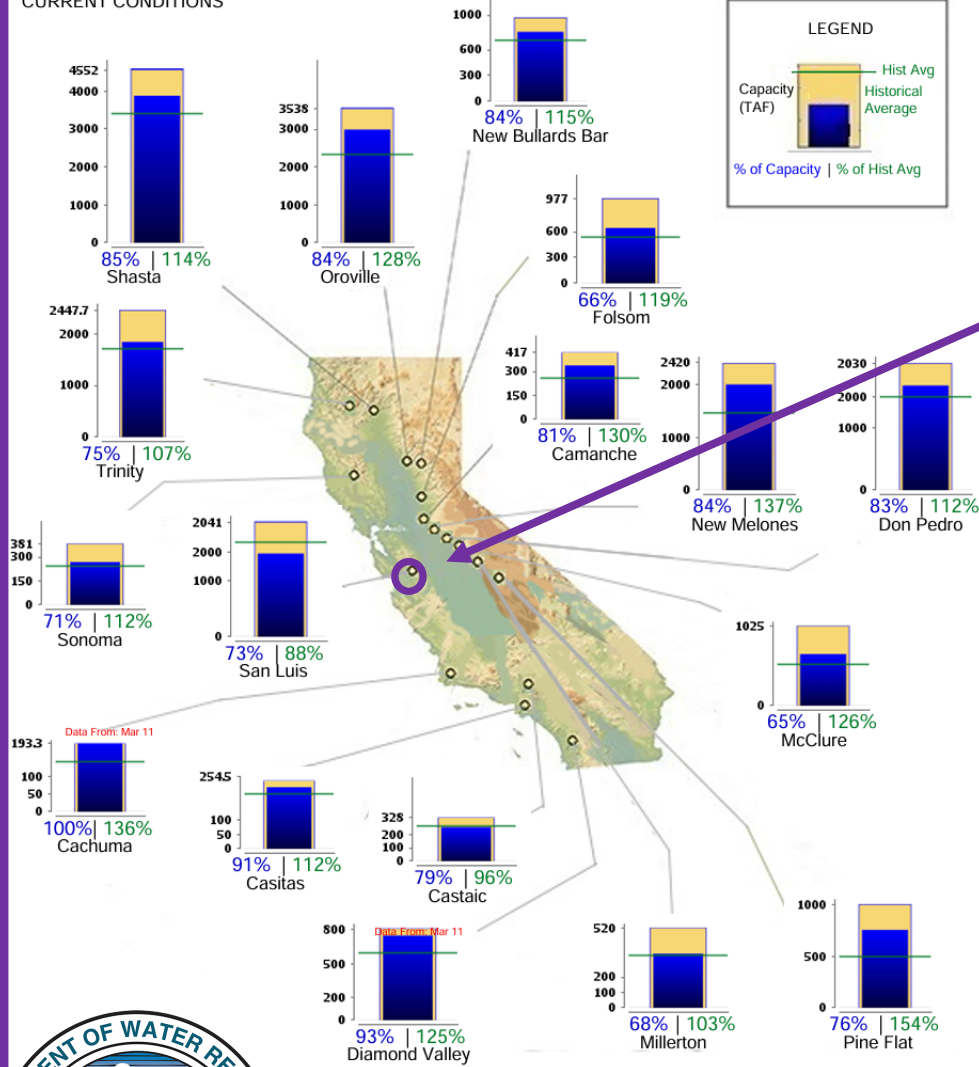 CURRENT CONDITIONS
1000
600
300
0
84% | 115%
New Bullards Bar
LEGEND
Capacity
(TAF)
Hist Avg
Historical
Average
% of Capacity | % of Hist Avg
4552
4000
3000
2000
1000
0
85% | 114%
Shasta
3538
3000
2000
1000
0
84% | 128%
Oroville
977
600
300
0
66% | 119%
Folsom
2447.7
2000
1000
0
75% | 107%
Trinity
417
300
150
0
81% | 130%
Camanche
2420
2000
1000
0
84% | 137%
New Melones
2030
2000
1000
0
83% | 112%
Don Pedro
381
300
150
0
71% | 112%
Sonoma
2041
2000
1000
0
73% | 88%
San Luis
1025
0
65% | 126%
McClure
Data From: Mar 11
193.3
100
50
0
100% | 136%
Cachuma
254.5
100
50
0
91% | 112%
Casitas
328
200
100
0
79% | 96%
Castaic
Data From: Mar 11
800
500
200
0
93% | 125%
Diamond Valley
520
200
100
0
68% | 103%
Millerton
1000
500
0
76% | 154%
Pine Flat
ENT OF WATER RE